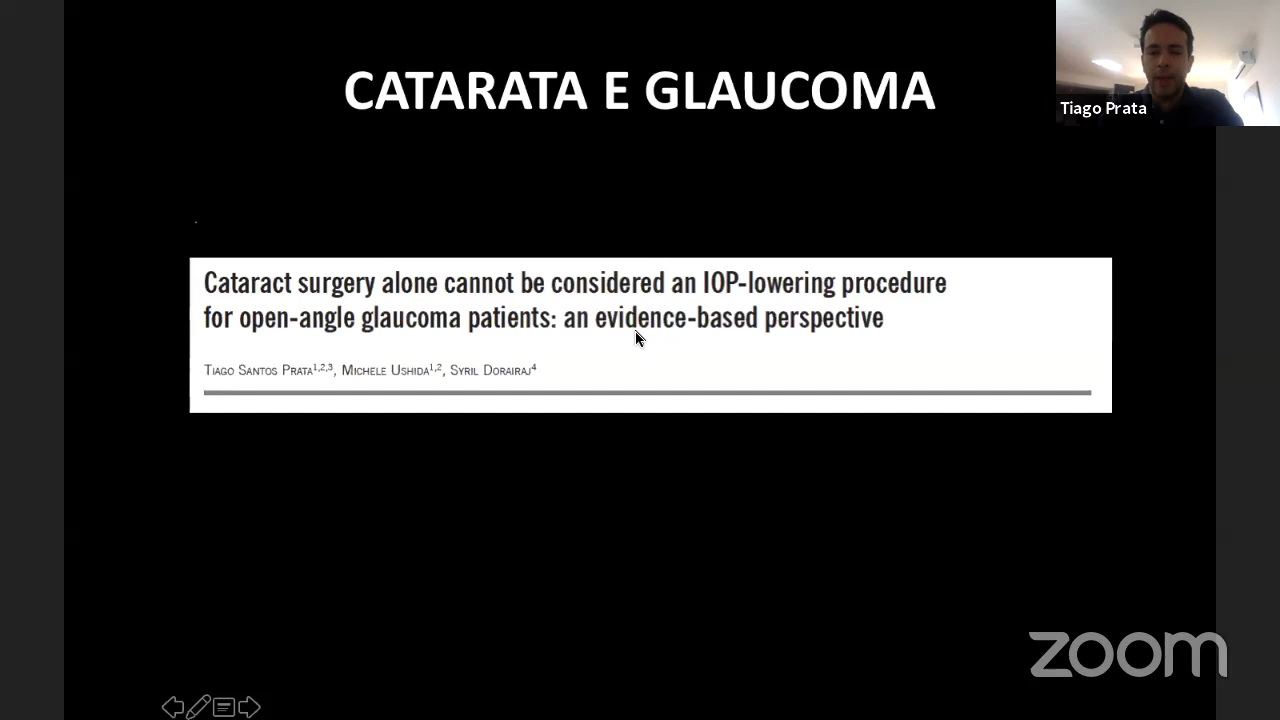 CATARATA E GLAUCOMA
Tiago Prata
Cataract surgery alone cannot be considered an IOP-lowering procedure
for open-angle glaucoma patients: an evidence-based perspective
Tiago Santos Prata1,2,3, Michele Ushida1,2, Syril Dorairaj4
zoom